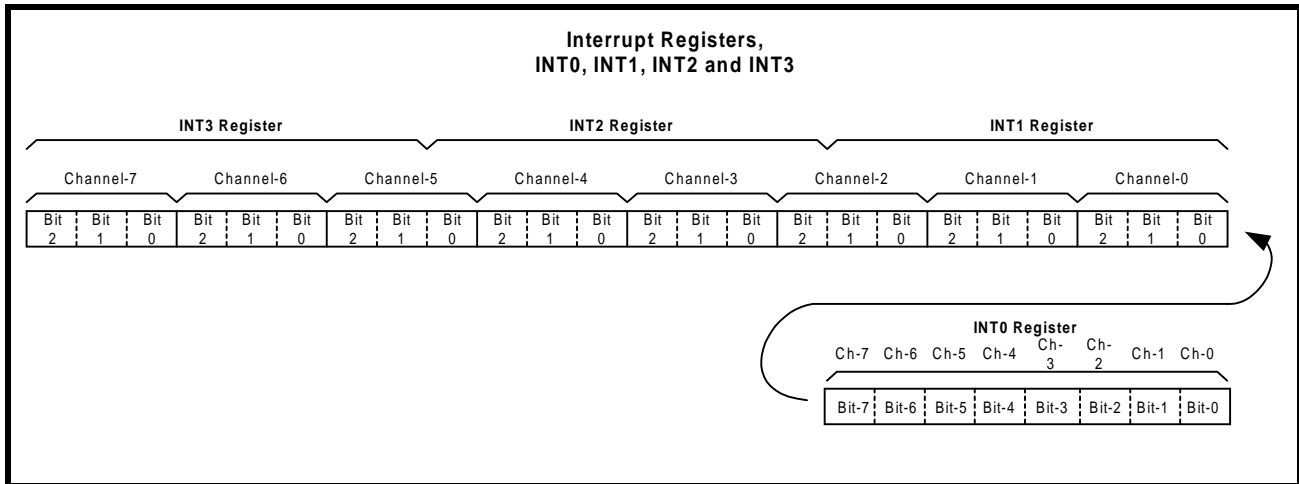 Interrupt Registers,
INT0, INT1, INT2 and INT3
INT3 Register INT2 Register INT1 Register
Channel-7 Channel-6 Channel-5 Channel-4 Channel-3 Channel-2 Channel-1 Channel-0
Bit Bit Bit Bit Bit Bit Bit Bit Bit Bit Bit Bit Bit Bit Bit Bit Bit Bit Bit Bit Bit Bit Bit Bit
2 1 0 2 1 0 2 1 0 2 1 0 2 1 0 2 1 0 2 1 0 2 1 0
INT0 Register
Ch-7 Ch-6 Ch-5 Ch-4 Ch- Ch- Ch-1 Ch-0
3 2
Bit-7 Bit-6 Bit-5 Bit-4 Bit-3 Bit-2 Bit-1 Bit-0